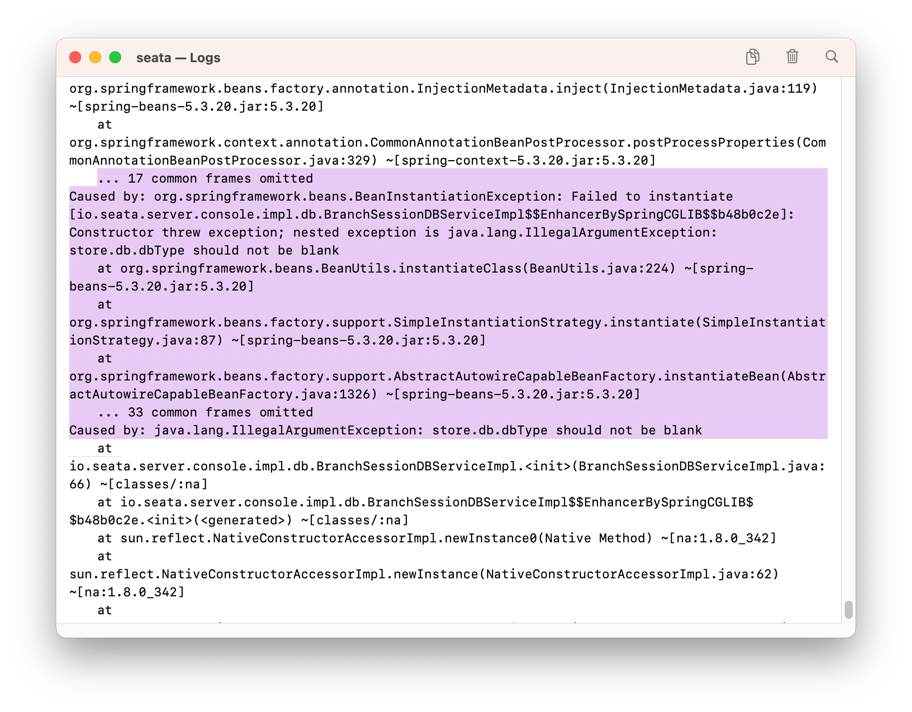 seata — Logs
org.springframework.beans.factory.annotation.InjectionMetadata.inject(InjectionMetadata.java:119)
~[spring-beans-5.3.20.jar:5.3.20]
at
org.springframework.context.annotation.CommonAnnotationBeanPostProcessor.postProcessProperties(Com
monAnnotationBeanPostProcessor.java:329) ~[spring-context-5.3.20.jar:5.3.20]
... 17 common frames omitted
Caused by: org.springframework.beans.BeanInstantiationException: Failed to instantiate
[io.seata.server.console.impl.db.BranchSessionDBServiceImpl$$EnhancerBySpringCGLIB$$b48b0c2e]:
Constructor threw exception; nested exception is java.lang.IllegalArgumentException:
store.db.dbType should not be blank
at org.springframework.beans.BeanUtils.instantiateClass(BeanUtils.java:224) ~[spring-
beans-5.3.20.jar:5.3.20]
at
org.springframework.beans.factory.support.SimpleInstantiationStrategy.instantiate(SimpleInstantiat
ionStrategy.java:87) ~[spring-beans-5.3.20.jar:5.3.20]
at
org.springframework.beans.factory.support.AbstractAutowireCapableBeanFactory.instantiateBean(Abstr
actAutowireCapableBeanFactory.java:1326) ~[spring-beans-5.3.20.jar:5.3.20]
... 33 common frames omitted
Caused by: java.lang.IllegalArgumentException: store.db.dbType should not be blank
at
io.seata.server.console.impl.db.BranchSessionDBServiceImpl.<init>(BranchSessionDBServiceImpl.java:
66) ~[classes/:na]
at io.seata.server.console.impl.db.BranchSessionDBServiceImpl$$EnhancerBySpringCGLIB$
$b48b0c2e.<init>(<generated>) ~[classes/:na]
at sun.reflect.NativeConstructorAccessorImpl.newInstance0(Native Method) ~[na:1.8.0_342]
at
sun.reflect.NativeConstructorAccessorImpl.newInstance(NativeConstructorAccessorImpl.java:62)
~[na:1.8.0_342]
at